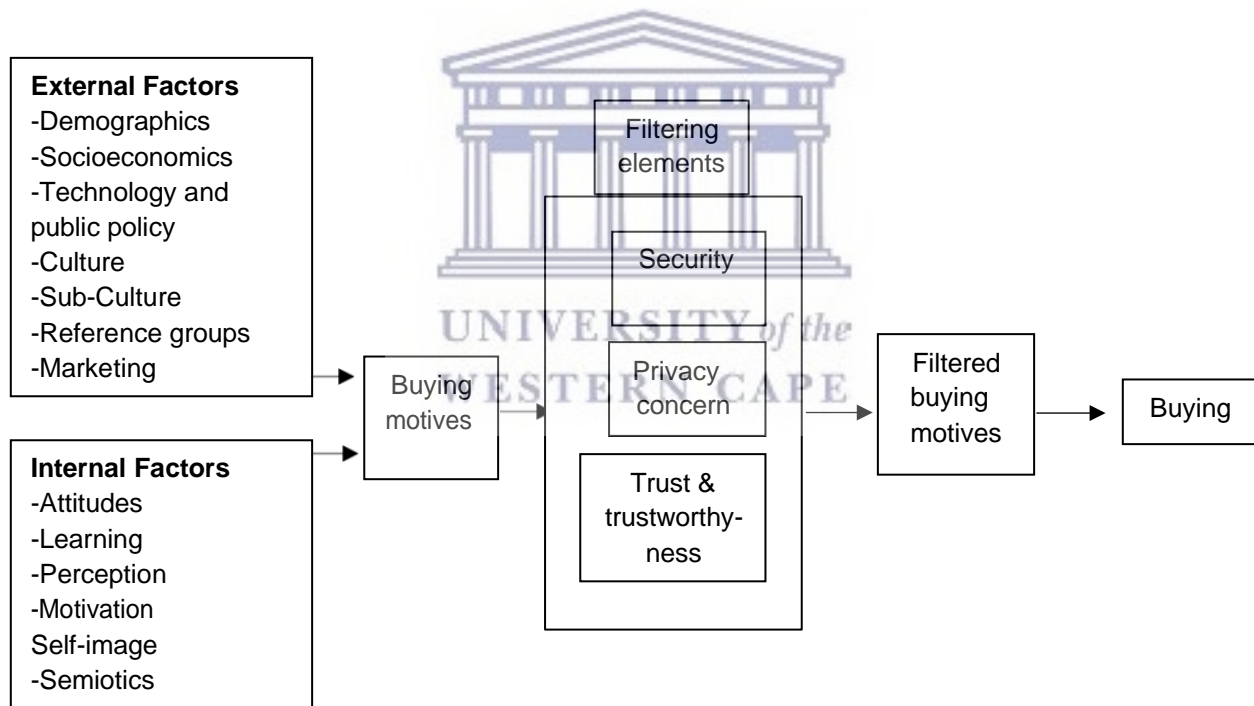 External Factors
-Demographics
-Socioeconomics
-Technology and
public policy
-Culture
-Sub-Culture
-Reference groups
-Marketing
Internal Factors
-Attitudes
-Learning
-Perception
-Motivation
Self-image
-Semiotics
Buying
motives
Filtering
elements
Security
Privacy
concern
Trust &
trustworthy-
ness
UNIVERSITY of the
WESTERN CAPE
Filtered
buying
motives
Buying